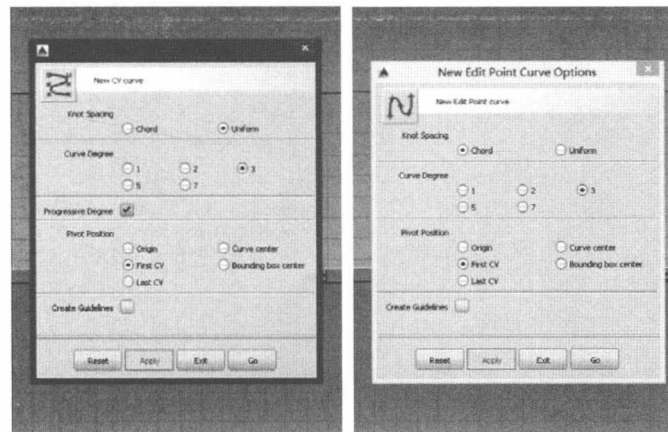 New CV curve
Knot Spacing
Chord Uniform
Curve Degree
1 2 3
5 7
Progressive Degree
Pivot Position
Origin Curve center
First CV Bounding box center
Last CV
Create Guidelines
Reset Apply Exit Go
New Edit Point Curve Options
New Edit Point curve
Knot Spacing
Chord Uniform
Curve Degree
1 2 3
5 7
Pivot Position
Origin Curve center
First CV Bounding box center
Last CV
Create Guidelines
Reset Apply Exit Go